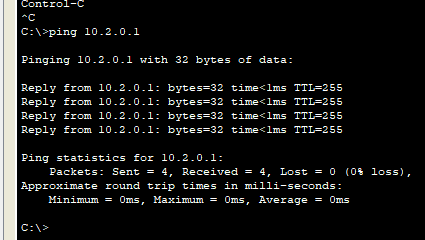 Control-C
^C
C:\>ping 10.2.0.1
Pinging 10.2.0.1 with 32 bytes of data:
Reply from 10.2.0.1: bytes=32 time<1ms TTL=255
Reply from 10.2.0.1: bytes=32 time<1ms TTL=255
Reply from 10.2.0.1: bytes=32 time<1ms TTL=255
Reply from 10.2.0.1: bytes=32 time<1ms TTL=255
Ping statistics for 10.2.0.1:
Packets: Sent = 4, Received = 4, Lost = 0 (0% loss),
Approximate round trip times in milli-seconds:
Minimum = 0ms, Maximum = 0ms, Average = 0ms
C:\>